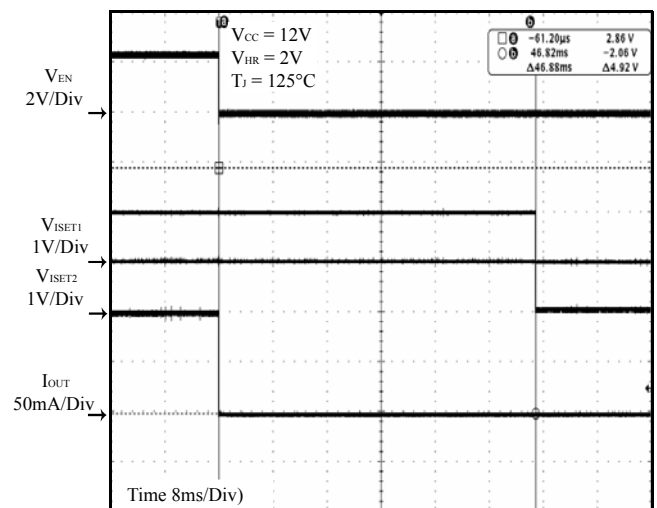 VCC = 12V
VHR = 2V
TJ = 125°C
a -61.20µs 2.86 V
b 46.82ms -2.06 V
Δ46.88ms Δ4.92 V
VEN
2V/Div
VISET1
1V/Div
VISET2
1V/Div
IOUT
50mA/Div
Time 8ms/Div)